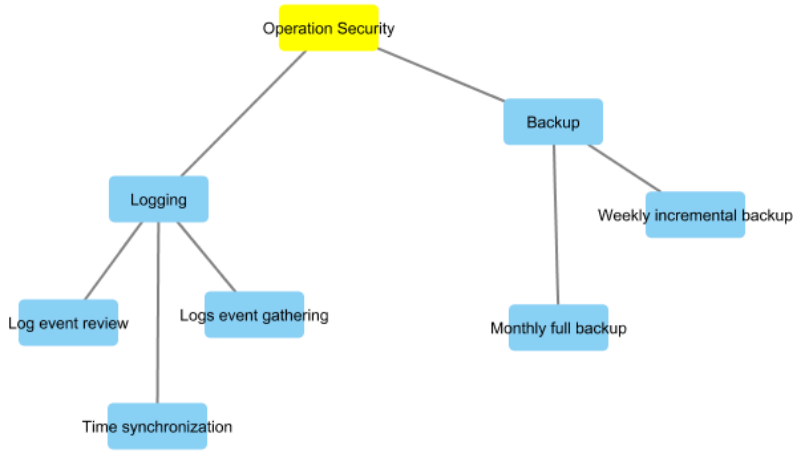 Operation Security
Backup
Logging
Weekly incremental backup
Log event review
Logs event gathering
Monthly full backup
Time synchronization